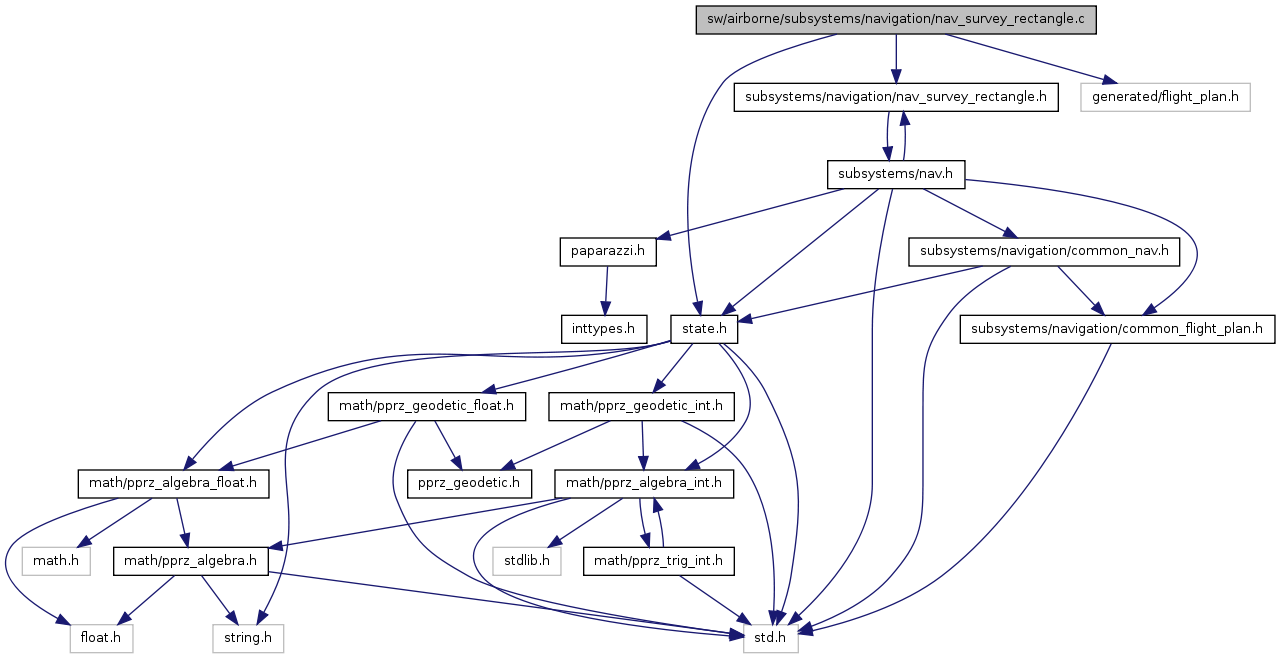 sw/airborne/subsystems/navigation/nav_survey_rectangle.c
subsystems/navigation/nav_survey_rectangle.h
generated/flight_plan.h
subsystems/nav.h
paparazzi.h
subsystems/navigation/common_nav.h
inttypes.h
state.h
subsystems/navigation/common_flight_plan.h
math/pprz_geodetic_float.h
math/pprz_geodetic_int.h
math/pprz_algebra_float.h
pprz_geodetic.h
math/pprz_algebra_int.h
math.h
math/pprz_algebra.h
stdlib.h
math/pprz_trig_int.h
float.h
string.h
std.h